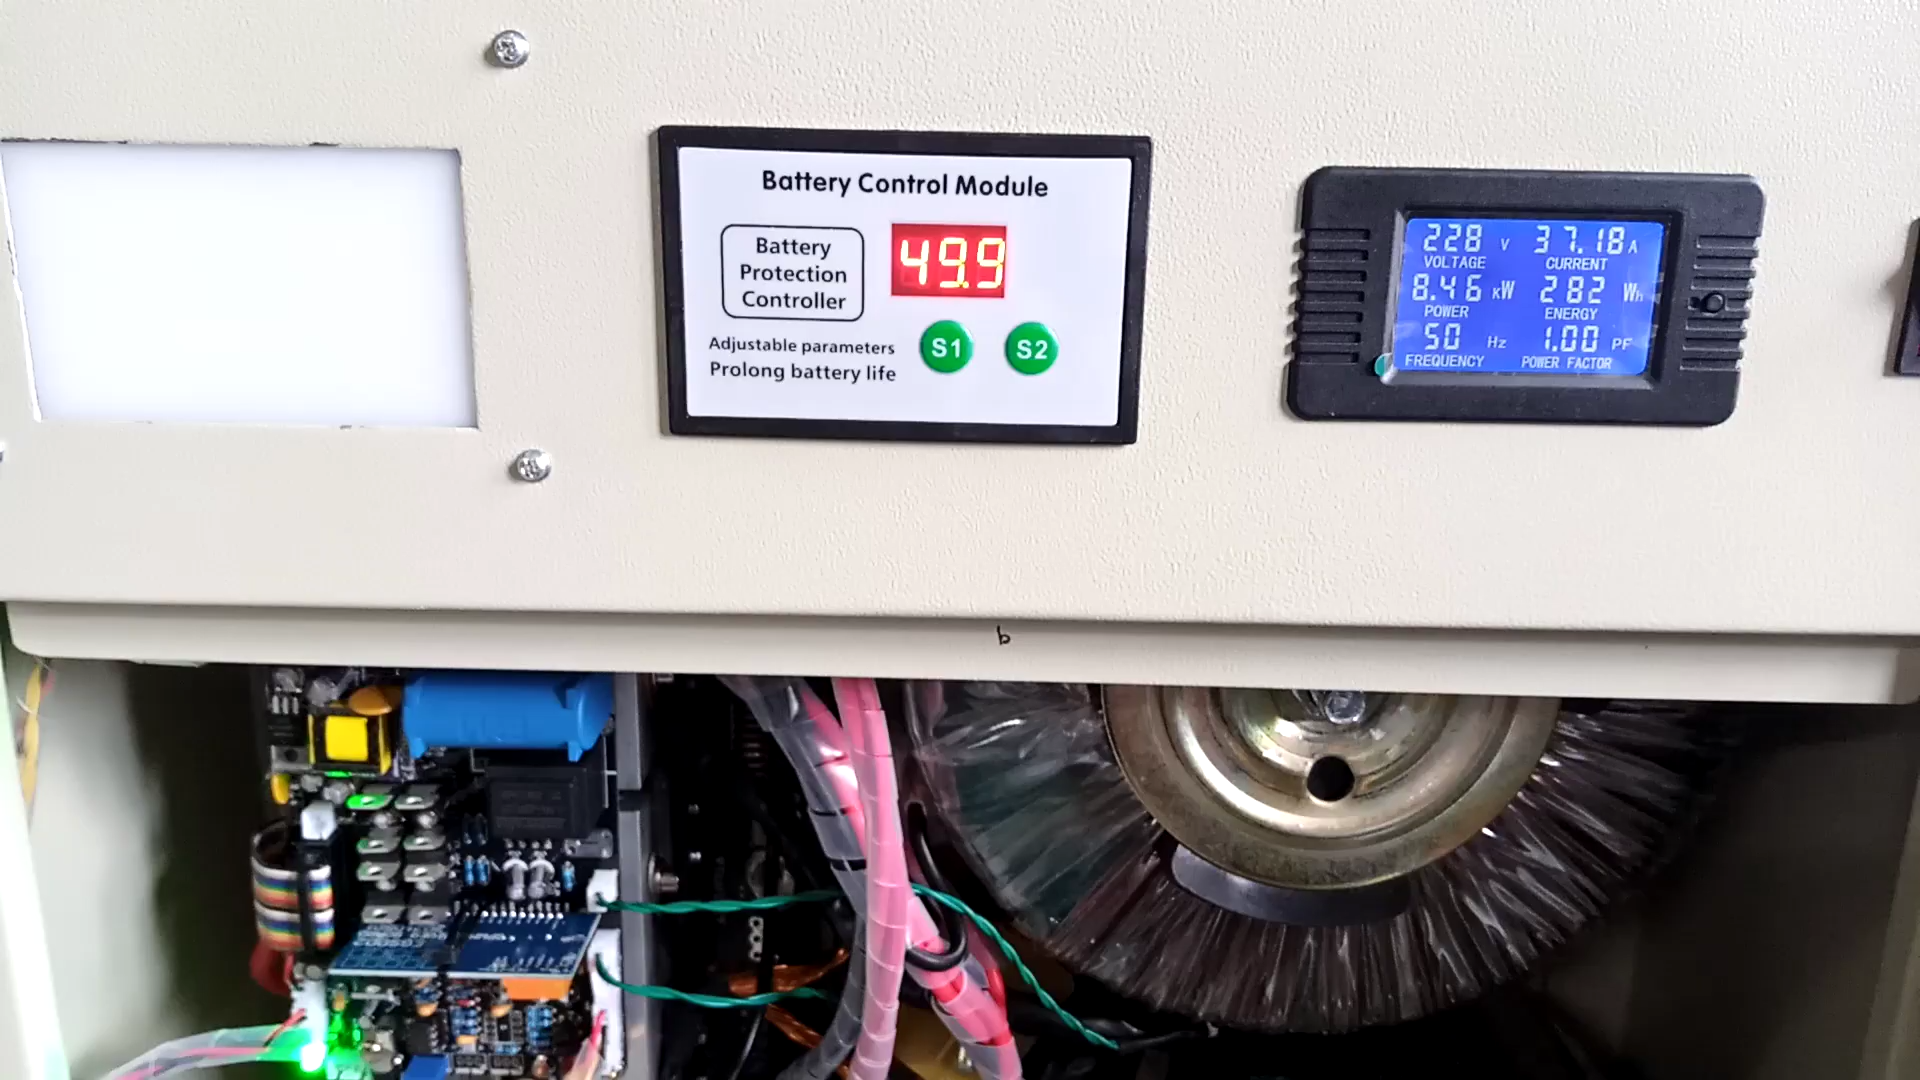 Battery Control Module
Battery
Protection
Controller
49.9
Adjustable parameters
Prolong battery life
S1 S2
228 V 37.18 A
VOLTAGE CURRENT
8.46 KW 282 Wh
POWER ENERGY
50 Hz 1.00 PF
FREQUENCY POWER FACTOR
b